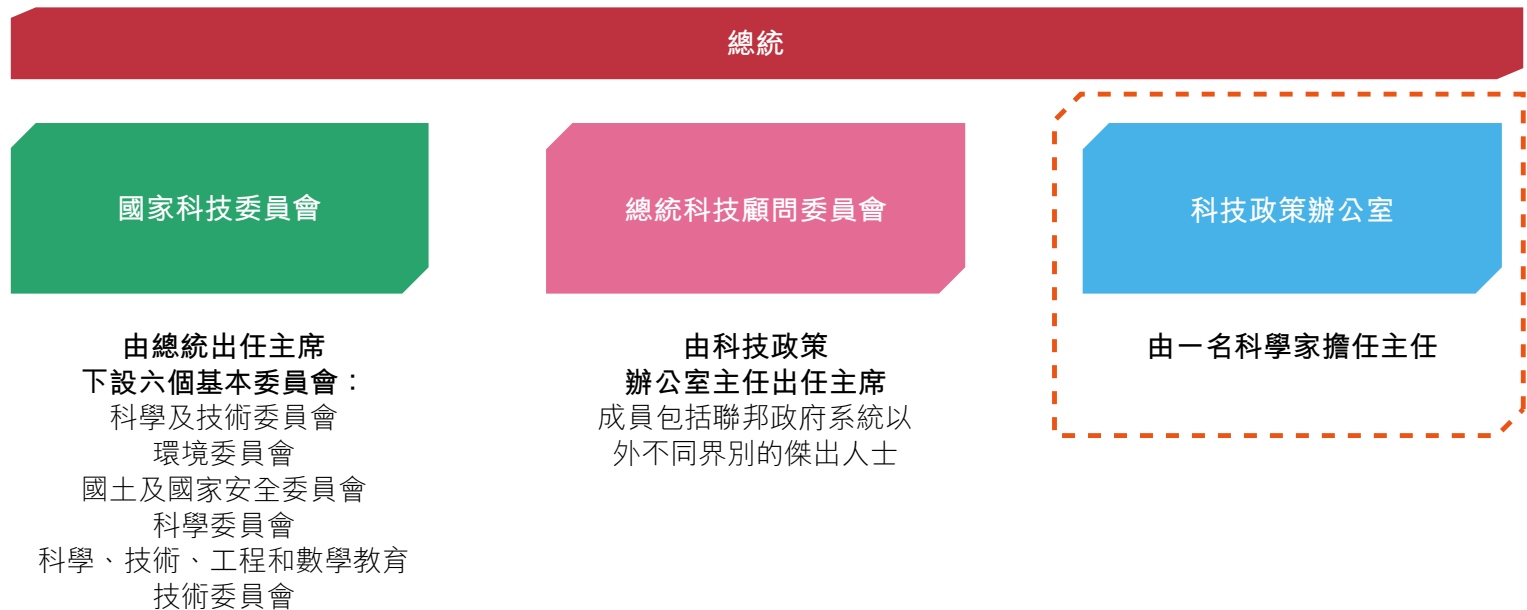 總統
國家科技委員會
由總統出任主席
下設六個基本委員會：
科學及技術委員會
環境委員會
國土及國家安全委員會
科學委員會
科學、技術、工程和數學教育
技術委員會
總統科技顧問委員會
由科技政策
辦公室主任出任主席
成員包括聯邦政府系統以
外不同界別的傑出人士
科技政策辦公室
由一名科學家擔任主任